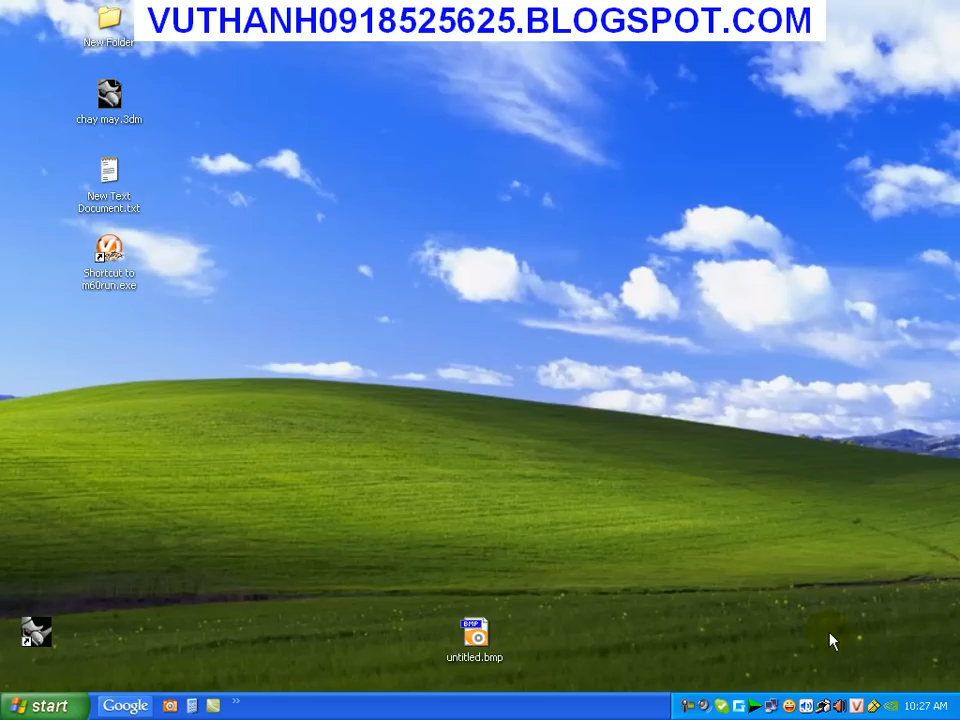 VUTHANH0918525625.BLOGSPOT.COM
New Folder
chay may.3dm
New Text
Document.txt
Shortcut to
m60run.exe
BMP
untitled.bmp
start
Google
10:27 AM